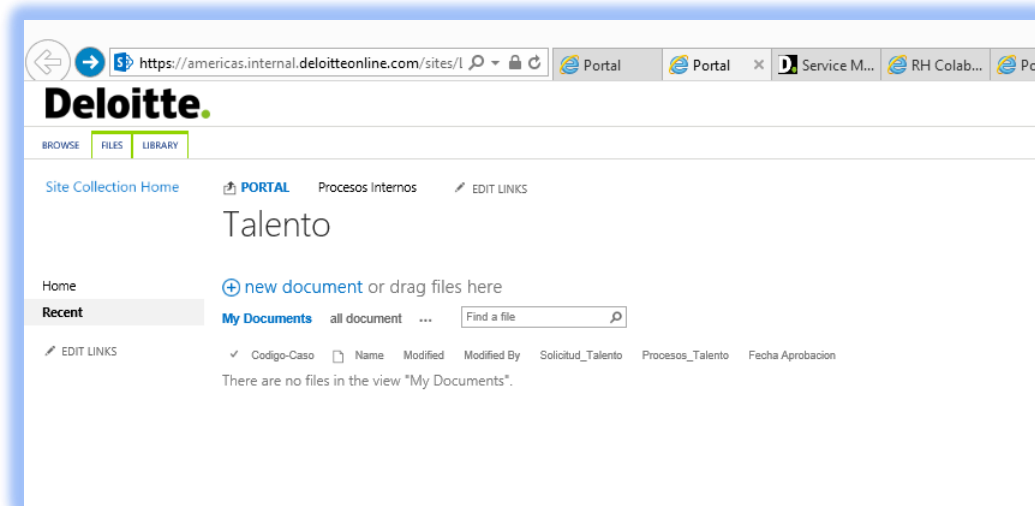 https://americas.internal.deloitteonline.com/sites/l Portal Portal Service M... RH Colab... Po
Deloitte.
BROWSE FILES LIBRARY
Site Collection Home PORTAL Procesos Internos EDIT LINKS
Talento
Home new document or drag files here
Recent My Documents all document ... Find a file
EDIT LINKS Codigo-Caso Name Modified Modified By Solicitud_Talento Procesos_Talento Fecha Aprobacion
There are no files in the view "My Documents".